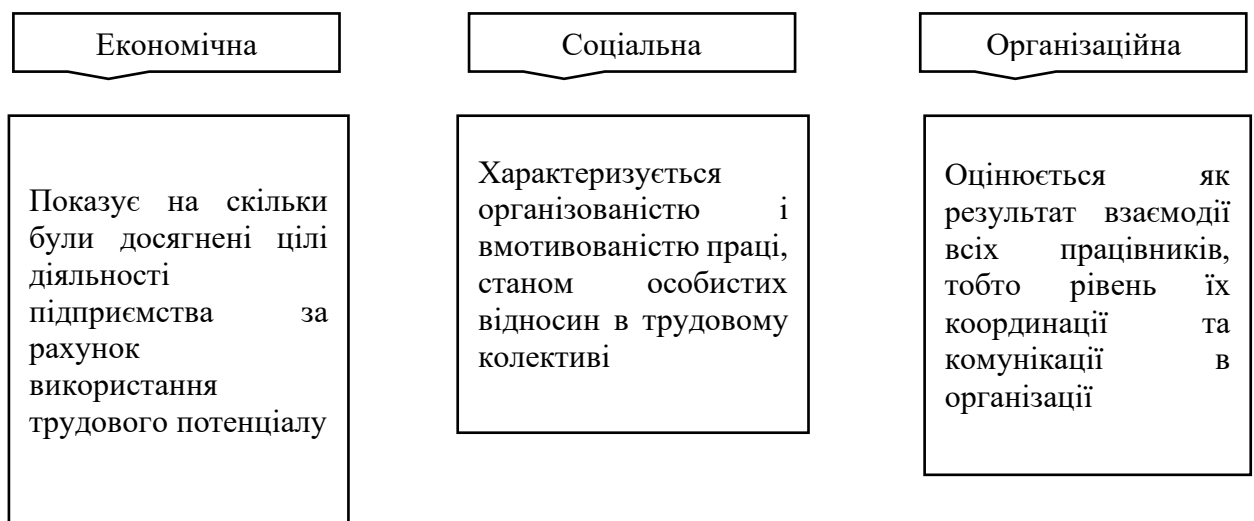 Економічна
Соціальна
Організаційна
Показує на скільки
були досягнені цілі
діяльності
підприємства за
рахунок
використання
трудового потенціалу
Характеризується
організованістю і
вмотивованістю праці,
станом особистих
відносин в трудовому
колективі
Оцінюється як
результат взаємодії
всіх працівників,
тобто рівень їх
координації та
комунікації в
організації